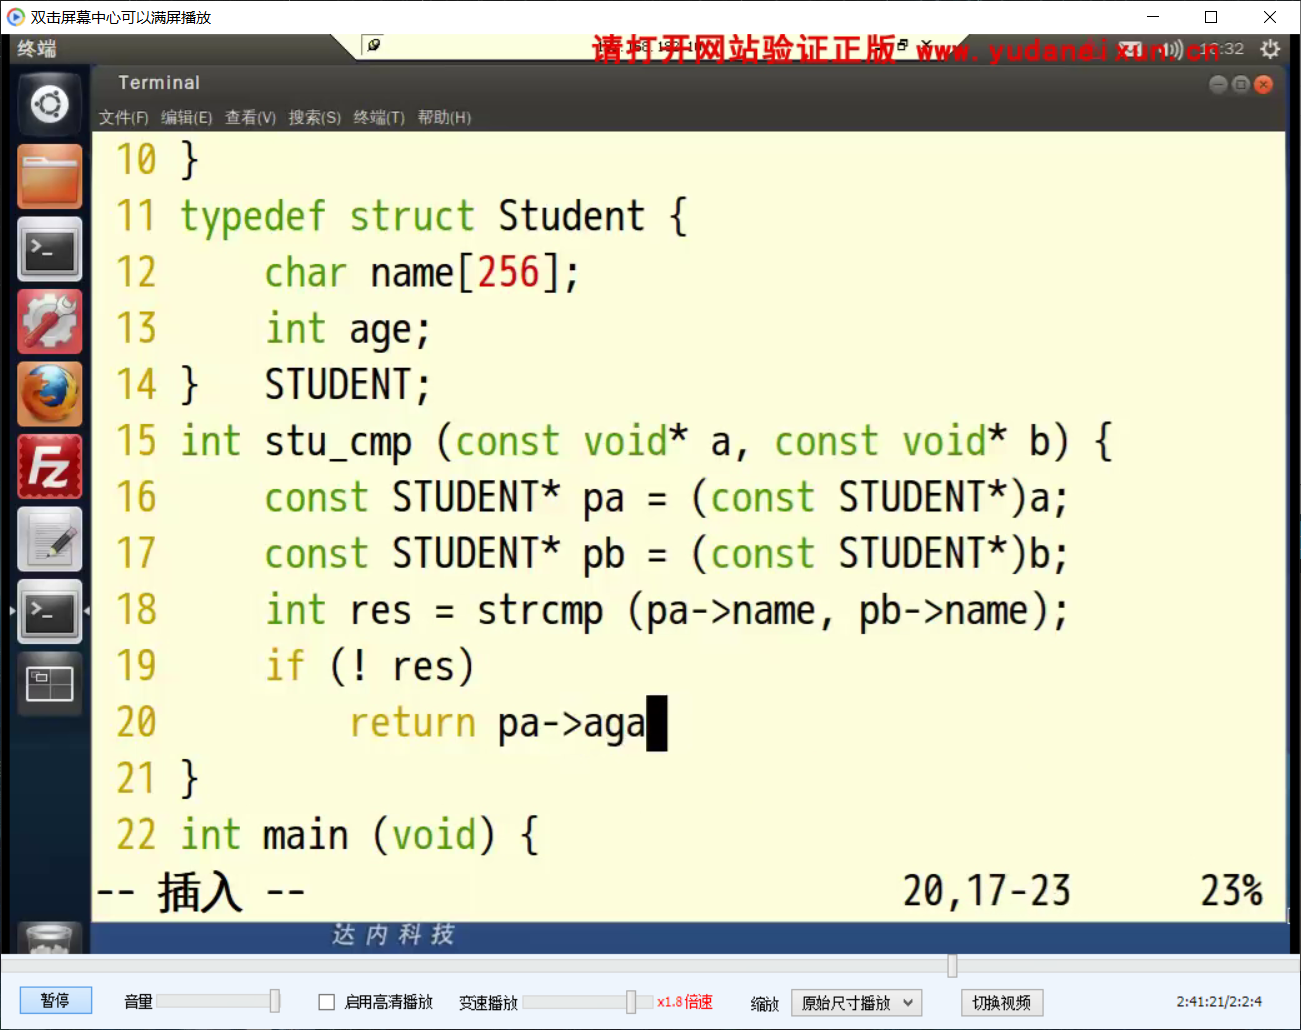 双击屏幕中心可以满屏播放
终端
请打开网站验证正版 www.yudandixun.cn
Terminal
文件(F) 编辑(E) 查看(V) 搜索(S) 终端(T) 帮助(H)
10 }
11 typedef struct Student {
12 char name[256];
13 int age;
14 } STUDENT;
15 int stu_cmp (const void* a, const void* b) {
16 const STUDENT* pa = (const STUDENT*)a;
17 const STUDENT* pb = (const STUDENT*)b;
18 int res = strcmp (pa->name, pb->name);
19 if (! res)
20 return pa->aga
21 }
22 int main (void) {
-- 插入 -- 20,17-23 23%
达内科技
暂停 音量 启用高清播放 变速播放 x1.8倍速 缩放 原始尺寸播放 切换视频 2:41:21/2:2:4